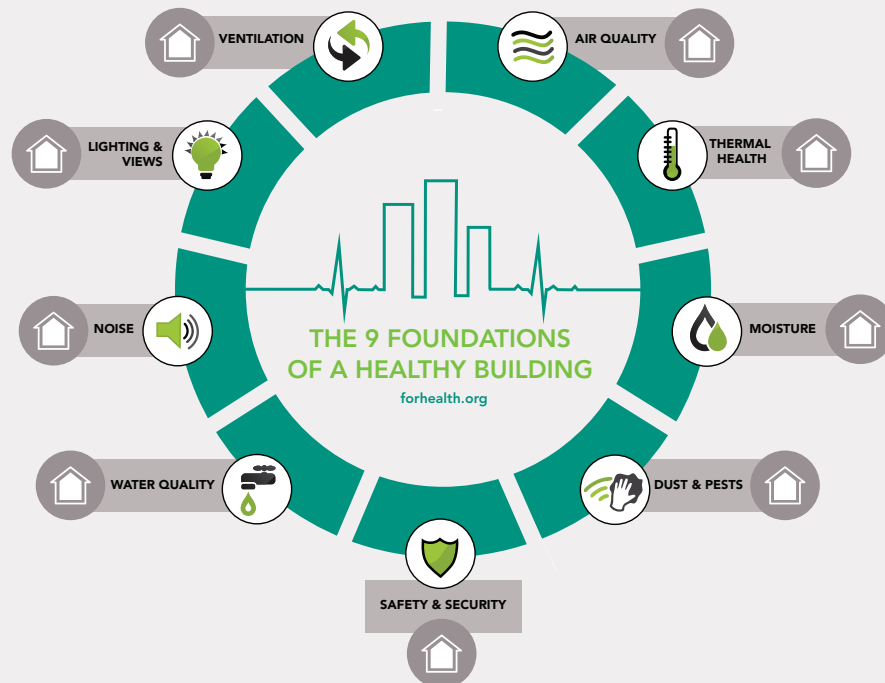 VENTILATION
AIR QUALITY
LIGHTING &
VIEWS
THERMAL
HEALTH
NOISE
MOISTURE
THE 9 FOUNDATIONS
OF A HEALTHY BUILDING
forhealth.org
WATER QUALITY
DUST & PESTS
SAFETY & SECURITY